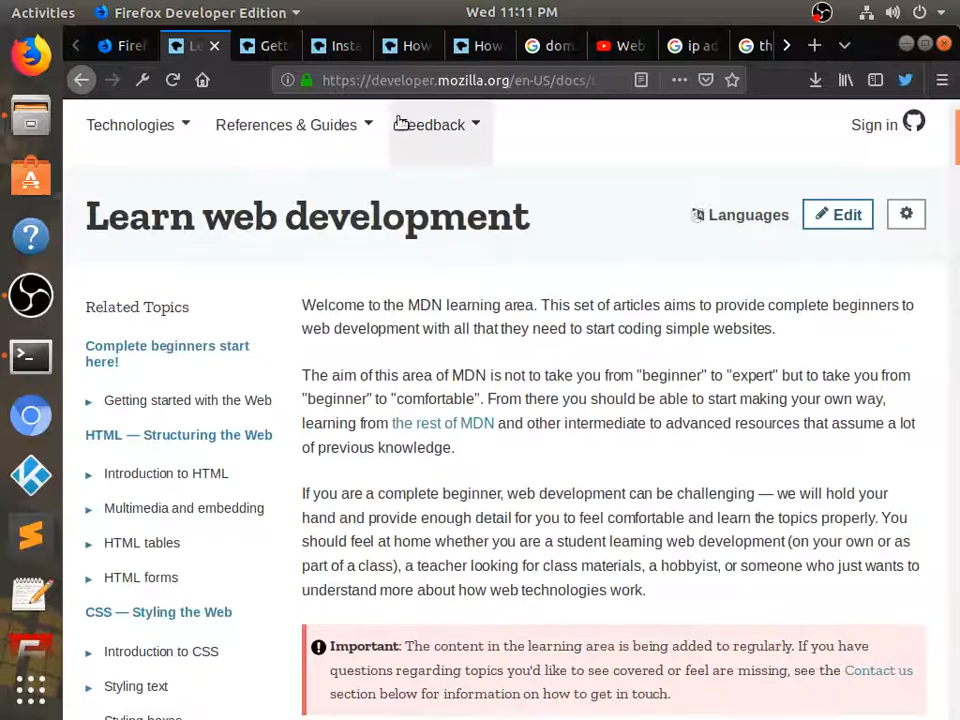 Activities
Firefox Developer Edition
Wed 11:11 PM
Firef
Le
Gett
Insta
How
How
dom
Web
ip ad
th
https://developer.mozilla.org/en-US/docs/
Technologies
References & Guides
Feedback
Sign in
Learn web development
Languages
Edit
Related Topics
Complete beginners start
here!
Getting started with the Web
HTML — Structuring the Web
Introduction to HTML
Multimedia and embedding
HTML tables
HTML forms
CSS — Styling the Web
Introduction to CSS
Styling text
Styling boxes
Welcome to the MDN learning area. This set of articles aims to provide complete beginners to
web development with all that they need to start coding simple websites.
The aim of this area of MDN is not to take you from "beginner" to "expert" but to take you from
"beginner" to "comfortable". From there you should be able to start making your own way,
learning from the rest of MDN and other intermediate to advanced resources that assume a lot
of previous knowledge.
If you are a complete beginner, web development can be challenging — we will hold your
hand and provide enough detail for you to feel comfortable and learn the topics properly. You
should feel at home whether you are a student learning web development (on your own or as
part of a class), a teacher looking for class materials, a hobbyist, or someone who just wants to
understand more about how web technologies work.
Important: The content in the learning area is being added to regularly. If you have
questions regarding topics you'd like to see covered or feel are missing, see the Contact us
section below for information on how to get in touch.